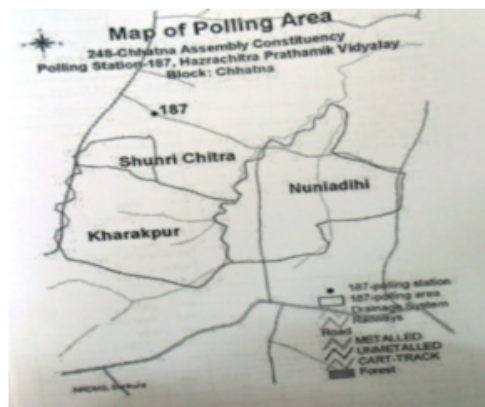 Map of Polling Area
248-Chhatna Assembly Constituency
Polling Station-187, Hazrachitra Prathamik Vidyalay
Block: Chhatna
187
Shunri Chitra
Nuniadihi
Kharakpur
187-polling station
187-polling area
Drainage System
Railways
Road
METALLED
UNMETALLED
CART-TRACK
Forest